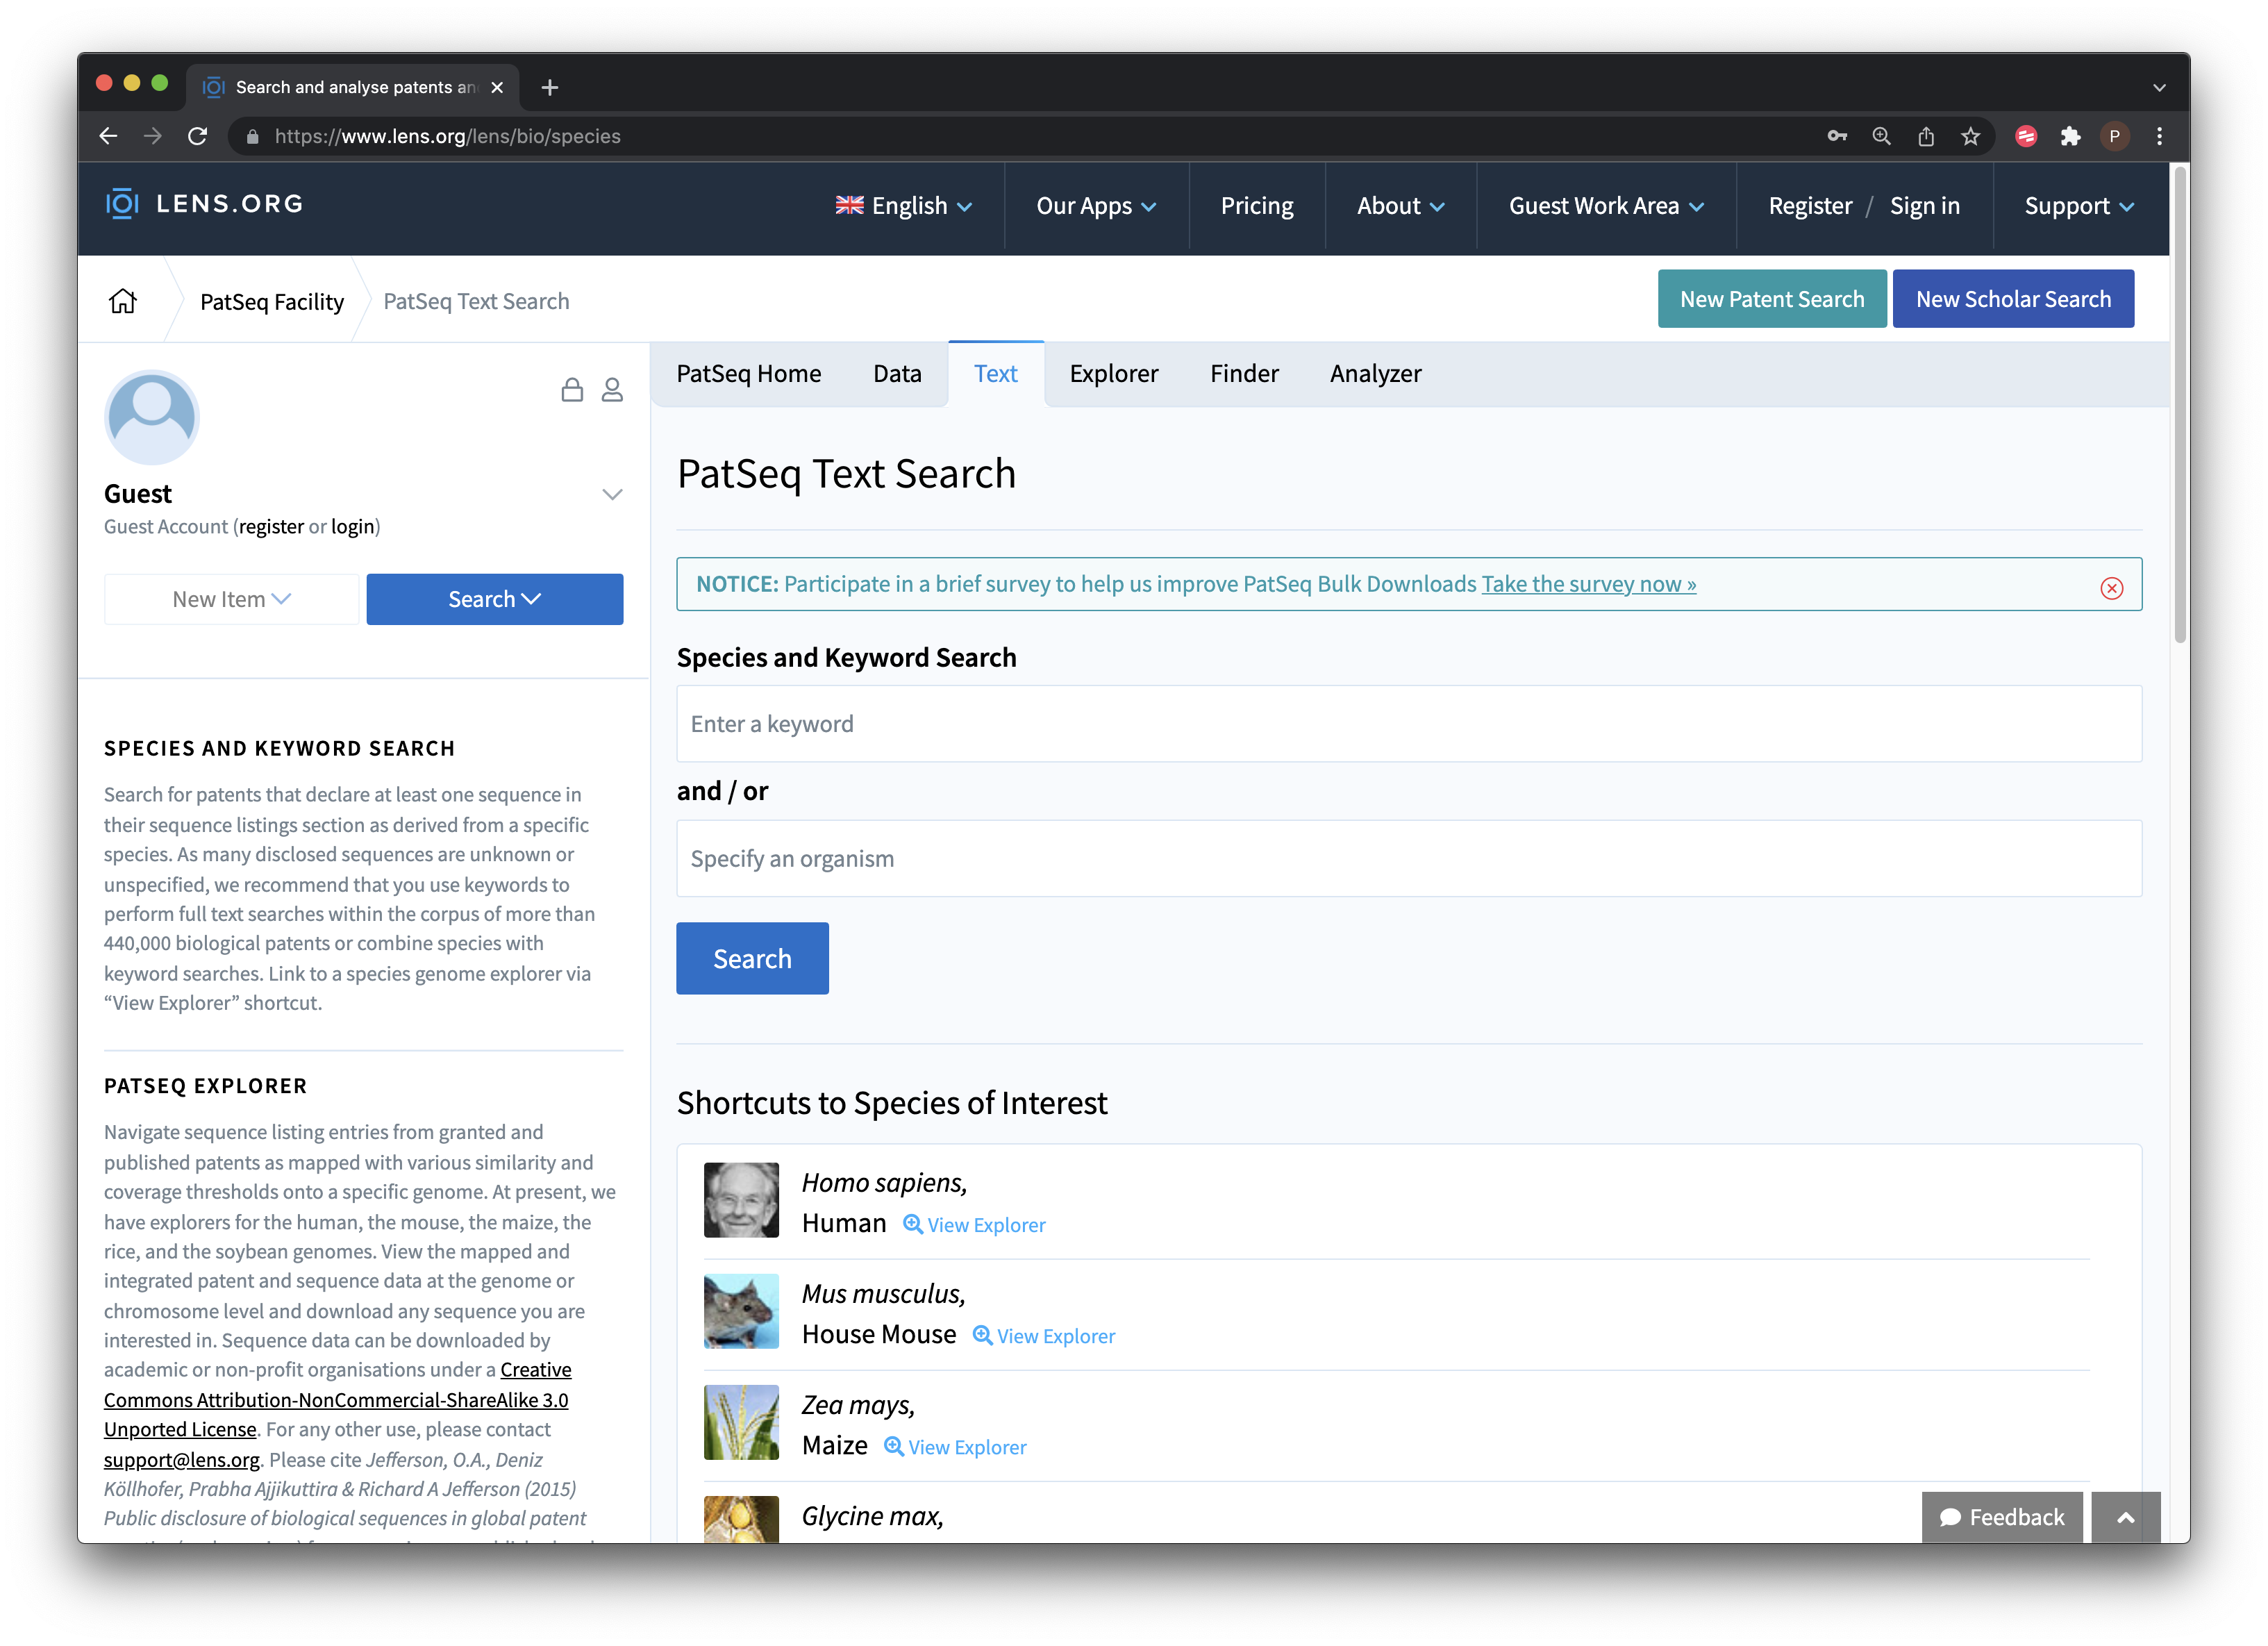 Search and analyse patents an
https://www.lens.org/lens/bio/species
P
LENS.ORG
English
Our Apps
Pricing
About
Guest Work Area
Register / Sign in
Support
PatSeq Facility
PatSeq Text Search
New Patent Search
New Scholar Search
Guest
Guest Account (register or login)
New Item
Search
SPECIES AND KEYWORD SEARCH
Search for patents that declare at least one sequence in
their sequence listings section as derived from a specific
species. As many disclosed sequences are unknown or
unspecified, we recommend that you use keywords to
perform full text searches within the corpus of more than
440,000 biological patents or combine species with
keyword searches. Link to a species genome explorer via
“View Explorer” shortcut.
PATSEQ EXPLORER
Navigate sequence listing entries from granted and
published patents as mapped with various similarity and
coverage thresholds onto a specific genome. At present, we
have explorers for the human, the mouse, the maize, the
rice, and the soybean genomes. View the mapped and
integrated patent and sequence data at the genome or
chromosome level and download any sequence you are
interested in. Sequence data can be downloaded by
academic or non-profit organisations under a Creative
Commons Attribution-NonCommercial-ShareAlike 3.0
Unported License. For any other use, please contact
support@lens.org. Please cite Jefferson, O.A., Deniz
Köllhofer, Prabha Ajjikuttira & Richard A Jefferson (2015)
Public disclosure of biological sequences in global patent
PatSeq Home
Data
Text
Explorer
Finder
Analyzer
PatSeq Text Search
NOTICE: Participate in a brief survey to help us improve PatSeq Bulk Downloads Take the survey now »
Species and Keyword Search
Enter a keyword
and / or
Specify an organism
Search
Shortcuts to Species of Interest
Homo sapiens,
Human View Explorer
Mus musculus,
House Mouse View Explorer
Zea mays,
Maize View Explorer
Glycine max,
Feedback